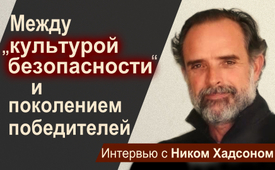 Между
„культурой
безопасности“
и
поколением
победителей
Интервью с Ником Хадсоном